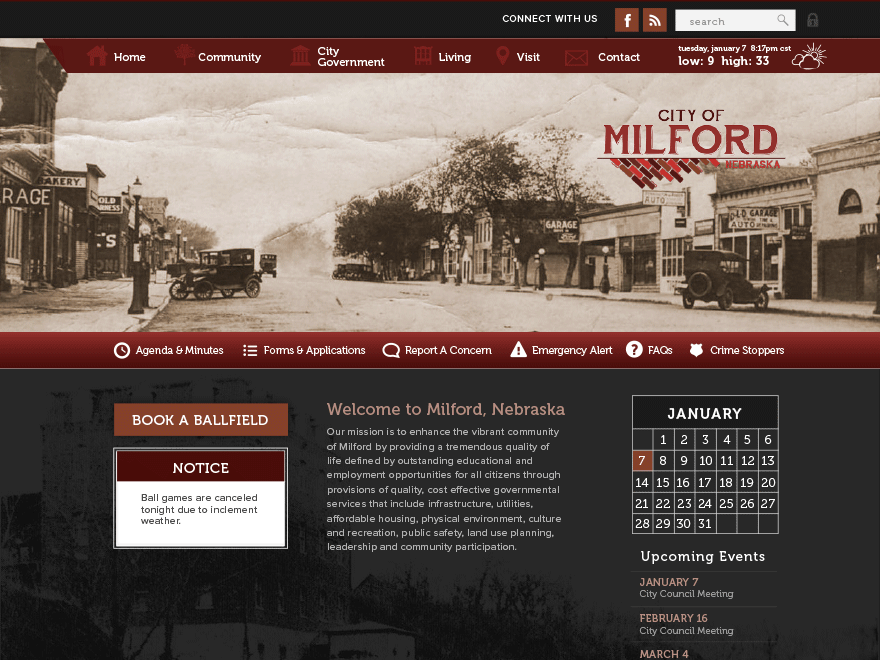 CONNECT WITH US
search
Home
Community
City
Government
Living
Visit
Contact
tuesday, january 7 8:17pm cst
low: 9 high: 33
CITY OF
MILFORD
NEBRASKA
AKERY.
RAGE
OLD
'S
GARAGE
AUTO
OLD GARAGE
AUTO
Agenda & Minutes
Forms & Applications
Report A Concern
Emergency Alert
FAQs
Crime Stoppers
BOOK A BALLFIELD
NOTICE
Ball games are canceled
tonight due to inclement
weather.
Welcome to Milford, Nebraska
Our mission is to enhance the vibrant community
of Milford by providing a tremendous quality of
life defined by outstanding educational and
employment opportunities for all citizens through
provisions of quality, cost effective governmental
services that include infrastructure, utilities,
affordable housing, physical environment, culture
and recreation, public safety, land use planning,
leadership and community participation.
JANUARY
1 2 3 4 5 6
7 8 9 10 11 12 13
14 15 16 17 18 19 20
21 22 23 24 25 26 27
28 29 30 31
Upcoming Events
JANUARY 7
City Council Meeting
FEBRUARY 16
City Council Meeting
MARCH 4